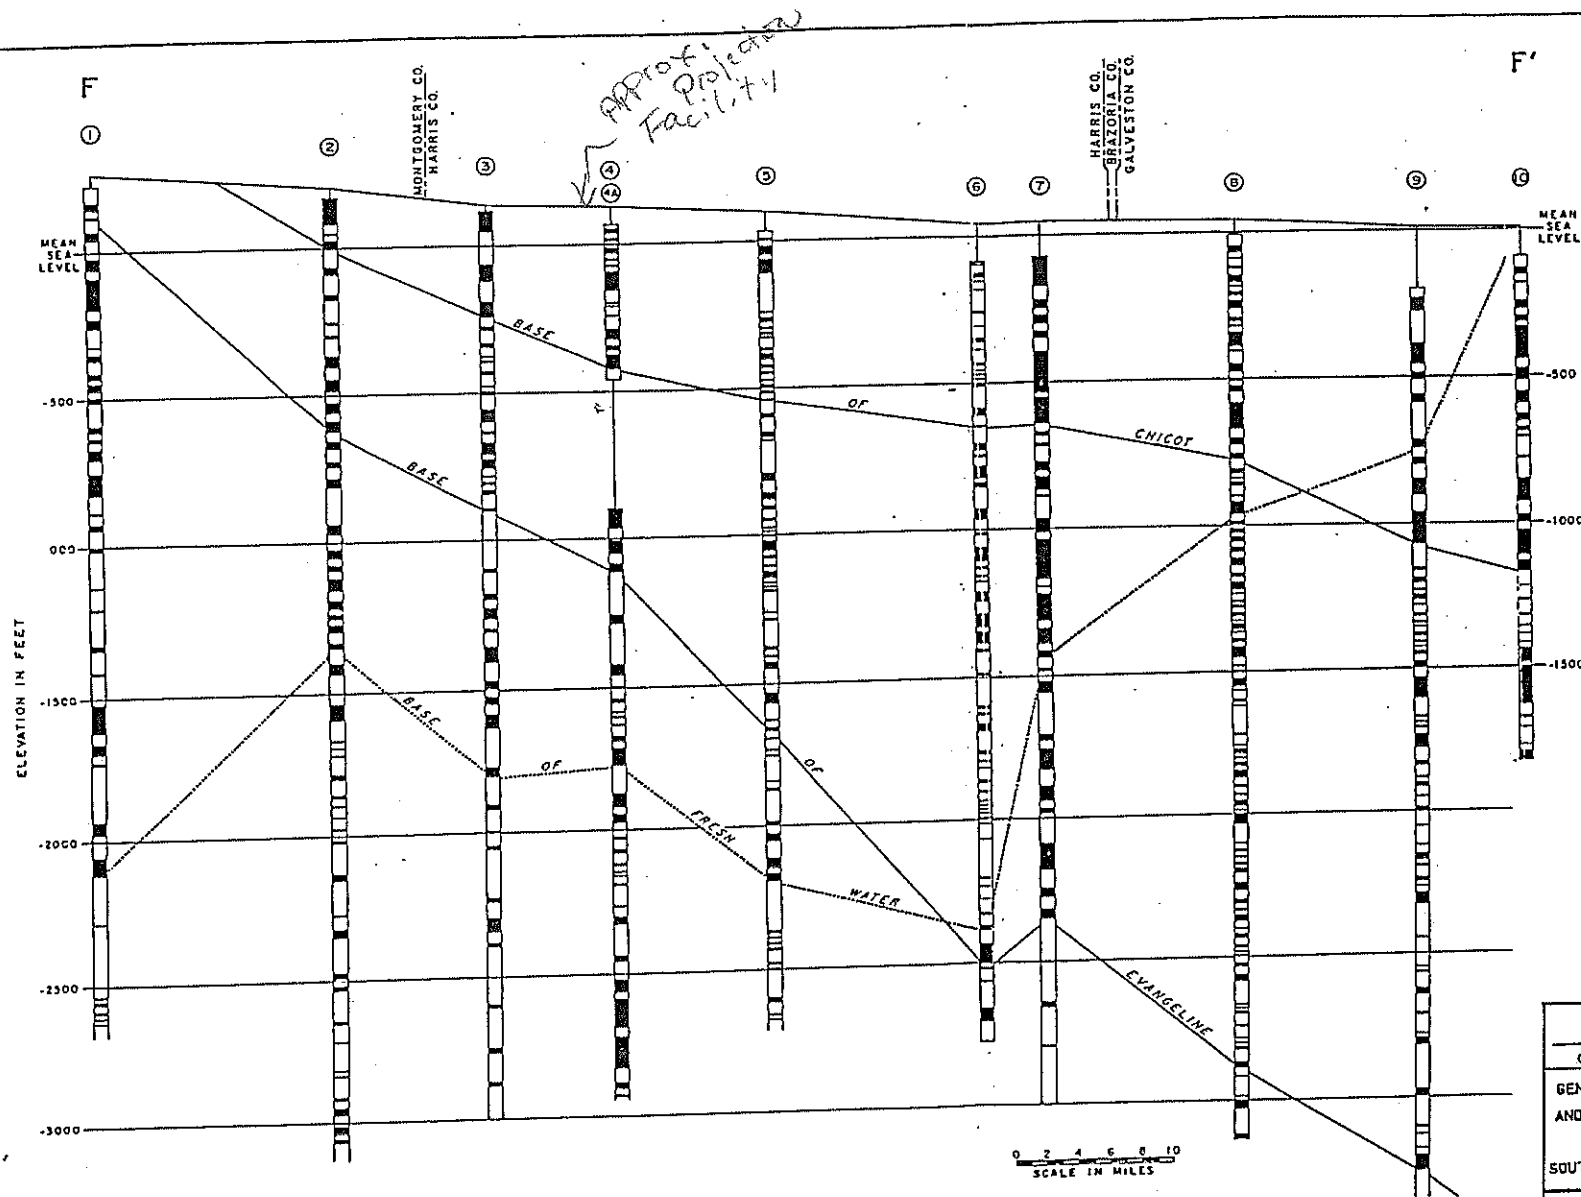 F
F'
Approx.
Projection
Facility
MONTGOMERY CO.
HARRIS CO.
HARRIS CO.
BRAZORIA CO.
GALVESTON CO.
1
2
3
4
4A
5
6
7
8
9
10
MEAN
SEA
LEVEL
MEAN
SEA
LEVEL
BASE
OF
CHICOT
BASE
OF
EVANGELINE
BASE
OF
FRESH
WATER
-500
000
-1500
-2000
-2500
-3000
-500
-1000
-1500
ELEVATION IN FEET
0 2 4 6 8 10
SCALE IN MILES
GEN
AND
SOUT